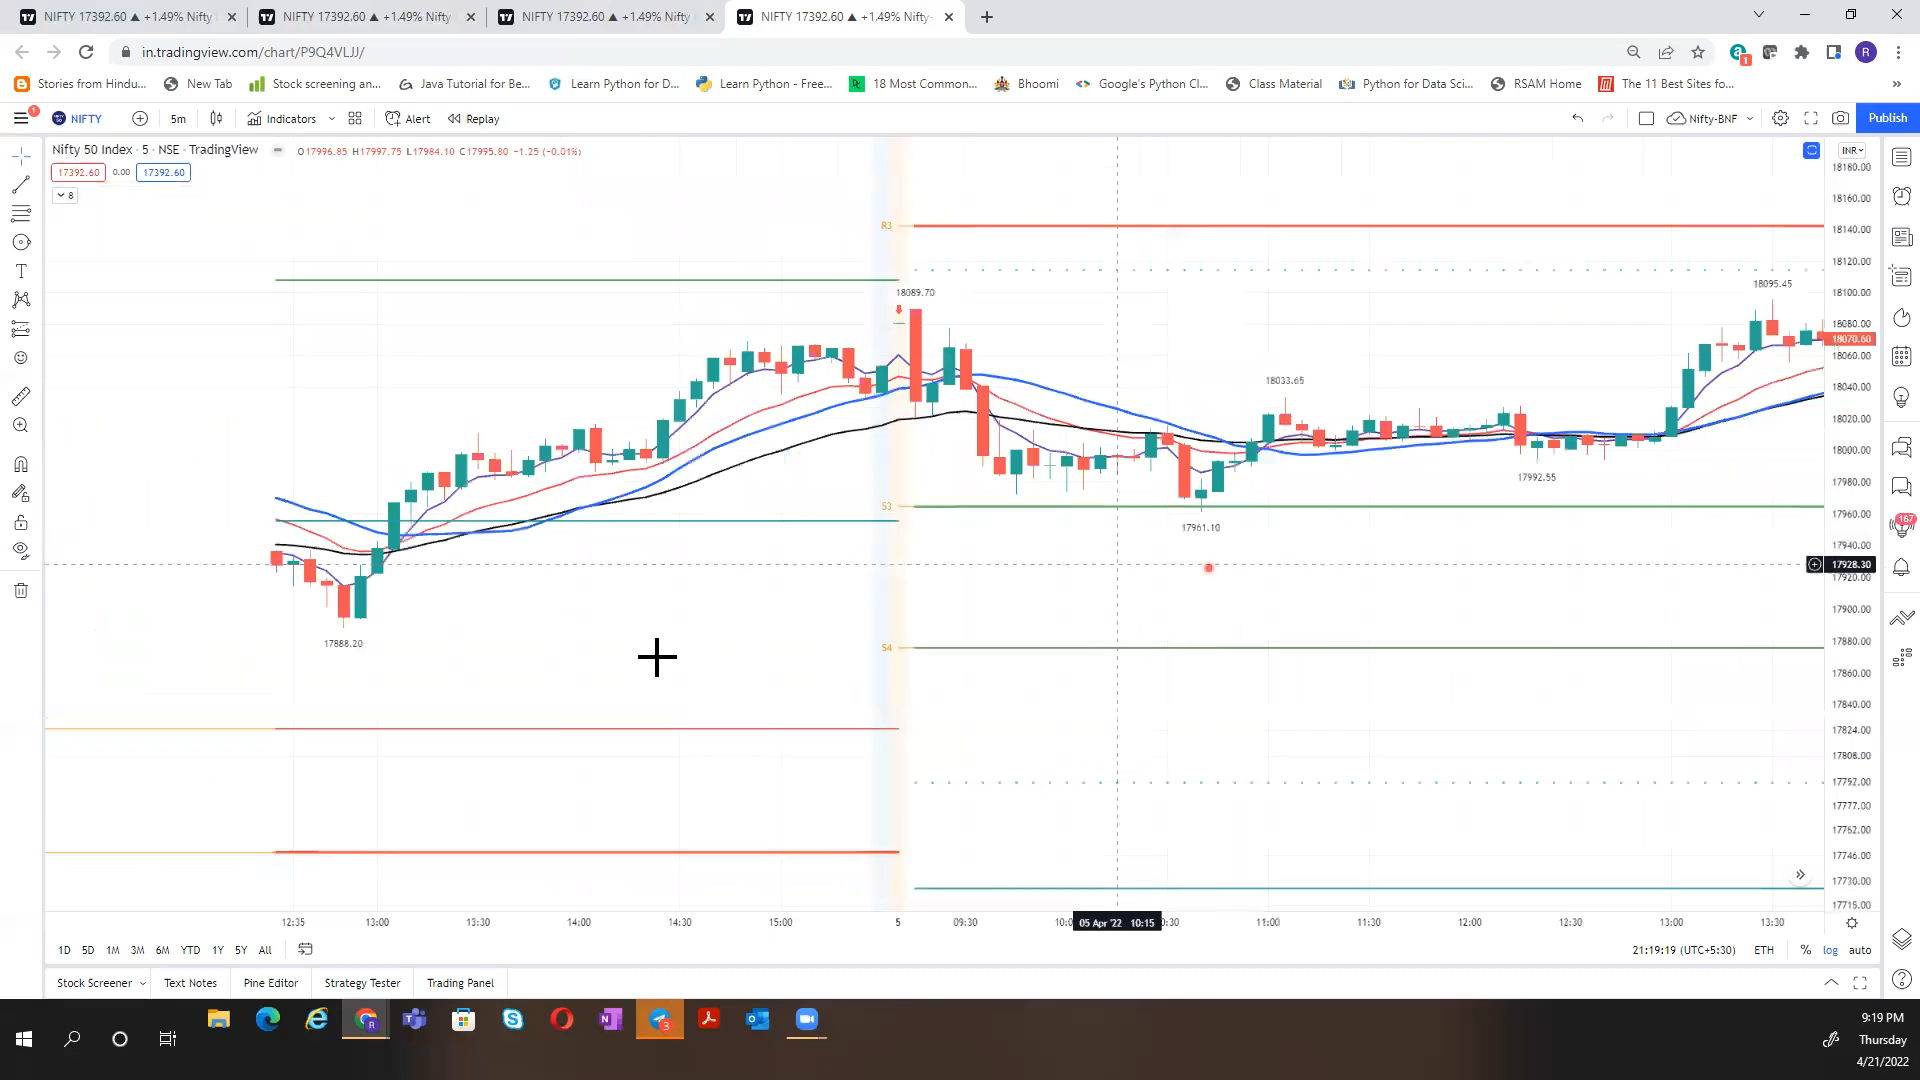 NIFTY 17392.60 ▲ +1.49% Nifty
NIFTY 17392.60 ▲ +1.49% Nifty
NIFTY 17392.60 ▲ +1.49% Nifty
NIFTY 17392.60 ▲ +1.49% Nifty-
in.tradingview.com/chart/P9Q4VLJJ/
1
R
Stories from Hindu...
New Tab
Stock screening an...
Java Tutorial for Be...
Learn Python for D...
Learn Python - Free...
18 Most Common...
Bhoomi
Google's Python Cl...
Class Material
Python for Data Sci...
RSAM Home
The 11 Best Sites fo...
1
NIFTY
5m
Indicators
Alert
Replay
Nifty-BNF
Publish
Nifty 50 Index · 5 · NSE · TradingView
O17996.85 H17997.75 L17984.10 C17995.80 −1.25 (−0.01%)
INR
17392.60 0.00 17392.60
8
18180.00
18160.00
18140.00
18120.00
18100.00
18080.00
18070.60
18060.00
18040.00
18020.00
18000.00
17980.00
17960.00
17940.00
17928.30
17920.00
17900.00
17880.00
17860.00
17840.00
17824.00
17806.00
17797.00
17777.00
17762.00
17746.00
17730.00
17715.00
R3
18089.70
18095.45
18033.65
17992.55
S3
17961.10
S4
17888.20
167
12:35 13:00 13:30 14:00 14:30 15:00 5 09:30 10:0 05 Apr '22 10:15 0:30 11:00 11:30 12:00 12:30 13:00 13:30
1D 5D 1M 3M 6M YTD 1Y 5Y All
21:19:19 (UTC+5:30) ETH % log auto
Stock Screener
Text Notes
Pine Editor
Strategy Tester
Trading Panel
3
9:19 PM
Thursday
4/21/2022